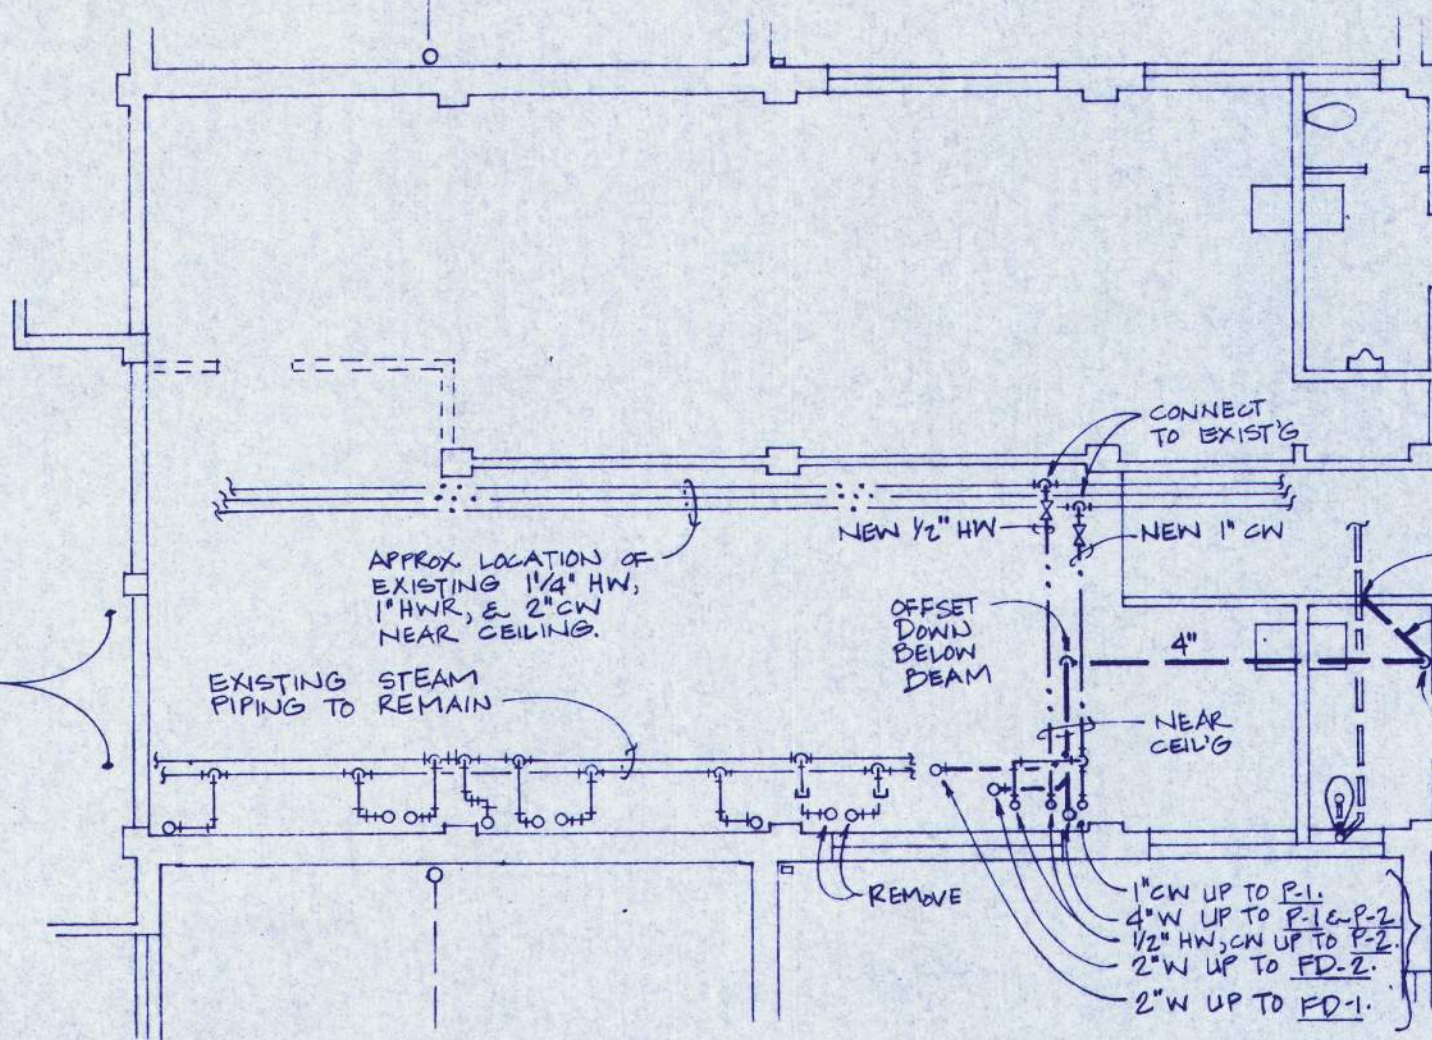 CONNECT
TO EXIST'G
NEW 1/2" HW
NEW 1" CW
APPROX. LOCATION OF
EXISTING 1 1/4" HW,
1" HWR, & 2" CW
NEAR CEILING.
OFFSET
DOWN
BELOW
BEAM
4"
EXISTING STEAM
PIPING TO REMAIN
NEAR
CEIL'G
REMOVE
1" CW UP TO P-1.
4" W UP TO P-1 & P-2
1/2" HW, CW UP TO P-2.
2" W UP TO FD-2.
2" W UP TO FD-1.